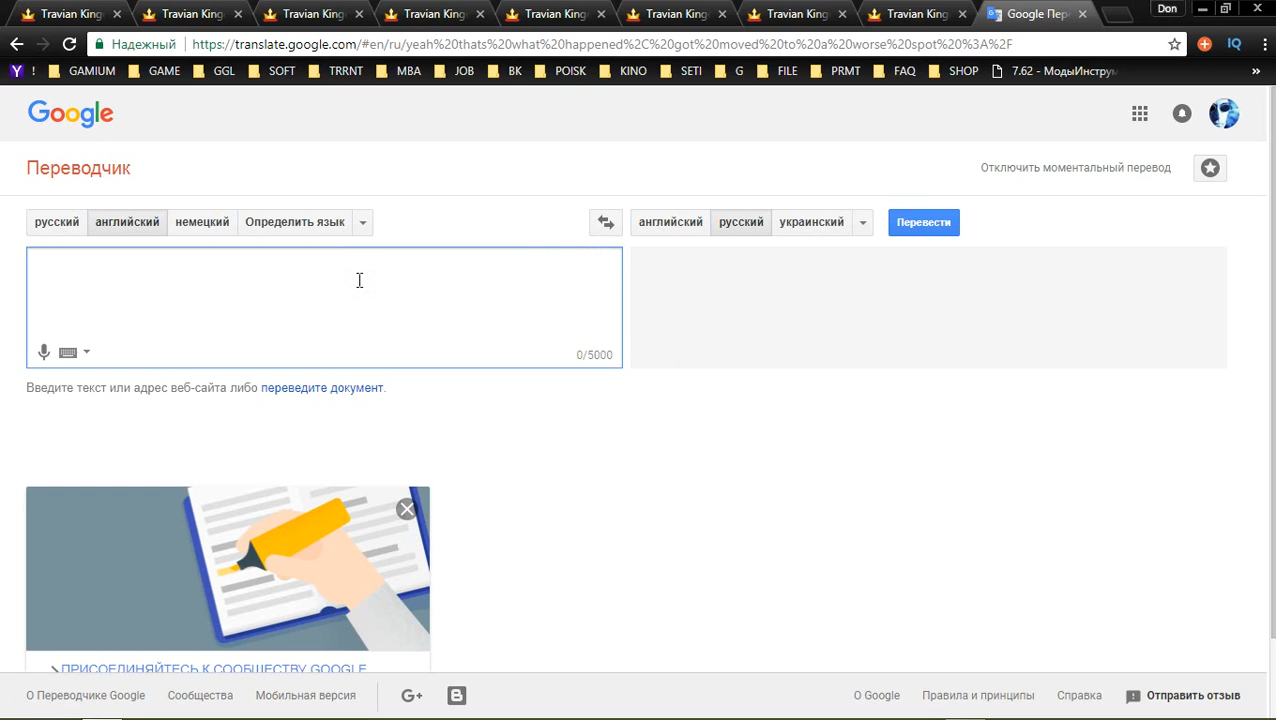 Travian King Travian King Travian King Travian King Travian King Travian King Travian King Travian King Google Пер Don
Надежный https://translate.google.com/#en/ru/yeah%20thats%20what%20happened%2C%20got%20moved%20to%20a%20worse%20spot%20%3A%2F IQ
Y ! GAMIUM GAME GGL SOFT TRRNT MBA JOB BK POISK KINO SETI G FILE PRMT FAQ SHOP 7.62 - МодыИнструм »
Google
Переводчик Отключить моментальный перевод
русский английский немецкий Определить язык английский русский украинский Перевести
0/5000
Введите текст или адрес веб-сайта либо переведите документ.
ПРИСОЕДИНЯЙТЕСЬ К СООБЩЕСТВУ GOOGLE
О Переводчике Google Сообщества Мобильная версия G+ B О Google Правила и принципы Справка Отправить отзыв